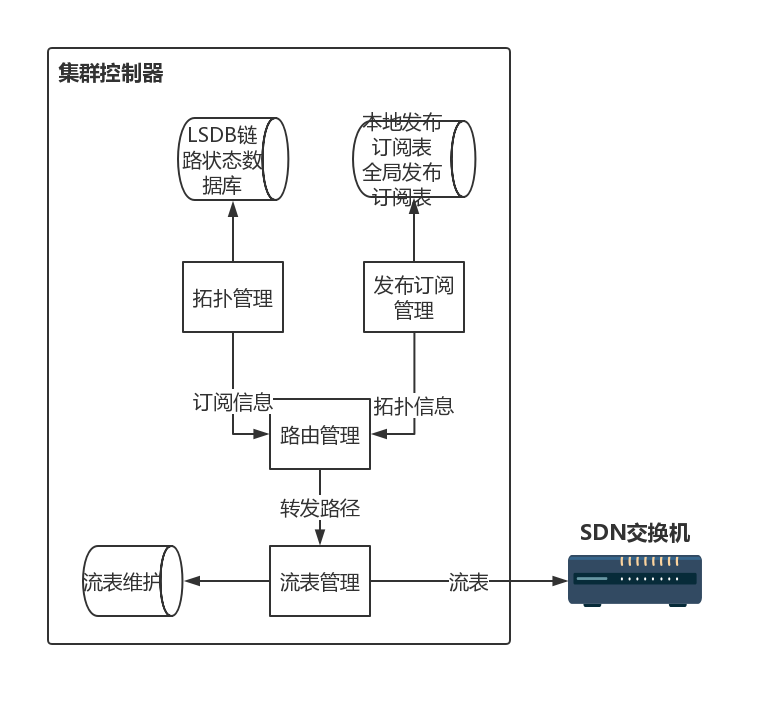 集群控制器
LSDB链
路状态数
据库
本地发布
订阅表
全局发布
订阅表
拓扑管理
发布订阅
管理
订阅信息
拓扑信息
路由管理
转发路径
SDN交换机
流表维护
流表管理
流表